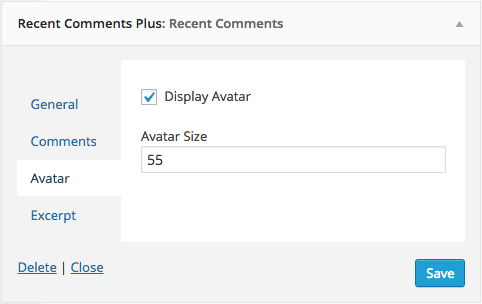 Recent Comments Plus: Recent Comments
General
Comments
Avatar
Excerpt
Display Avatar
Avatar Size
55
Delete | Close
Save